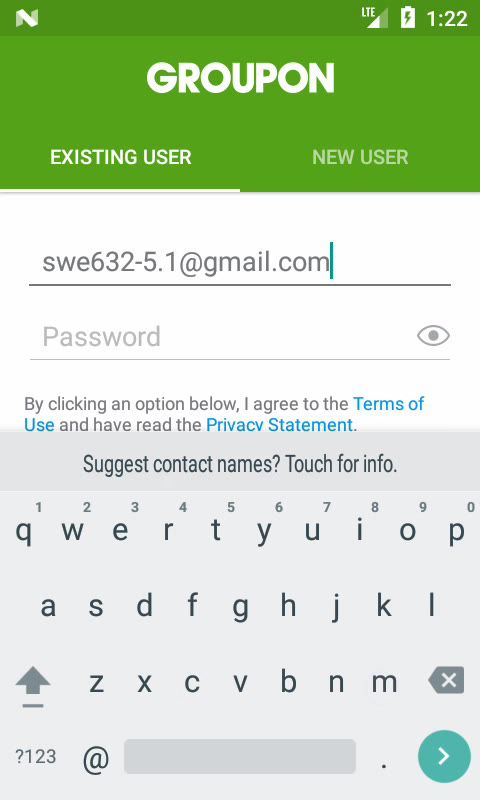 LTE 1:22
GROUPON
EXISTING USER NEW USER
swe632-5.1@gmail.com
Password
By clicking an option below, I agree to the Terms of
Use and have read the Privacy Statement.
Suggest contact names? Touch for info.
1 2 3 4 5 6 7 8 9 0
q w e r t y u i o p
a s d f g h j k l
z x c v b n m
?123 @ .